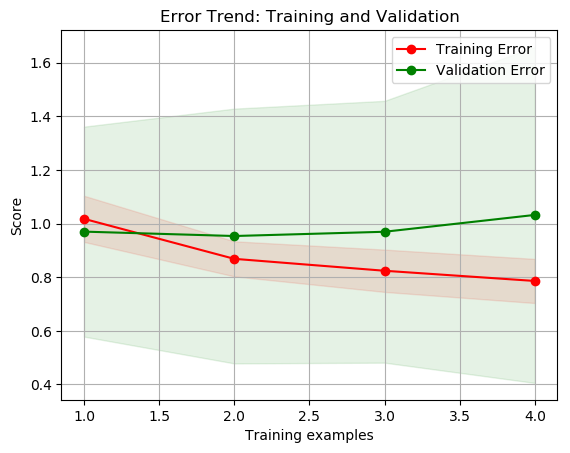 Error Trend: Training and Validation
Training Error
Validation Error
Score
1.6
1.4
1.2
1.0
0.8
0.6
0.4
1.0 1.5 2.0 2.5 3.0 3.5 4.0
Training examples